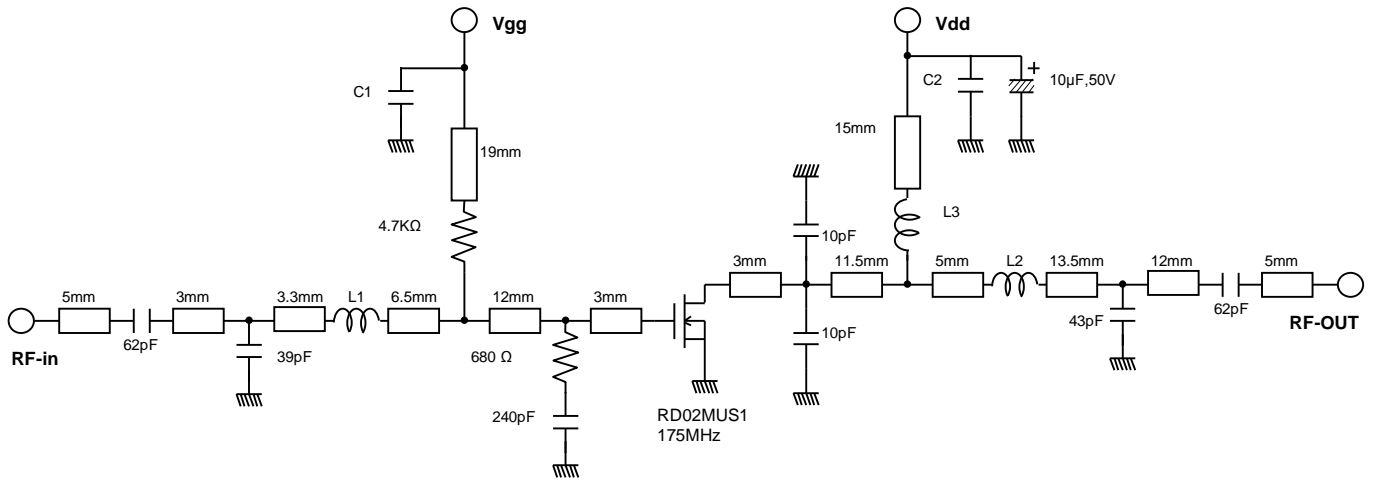 Vgg
Vdd
C1
C2
+
10µF,50V
19mm
15mm
4.7KΩ
L3
10pF
3mm
11.5mm
5mm
L2
13.5mm
12mm
5mm
5mm
3mm
3.3mm
L1
6.5mm
12mm
3mm
RF-in
62pF
39pF
680 Ω
10pF
43pF
62pF
RF-OUT
240pF
RD02MUS1
175MHz